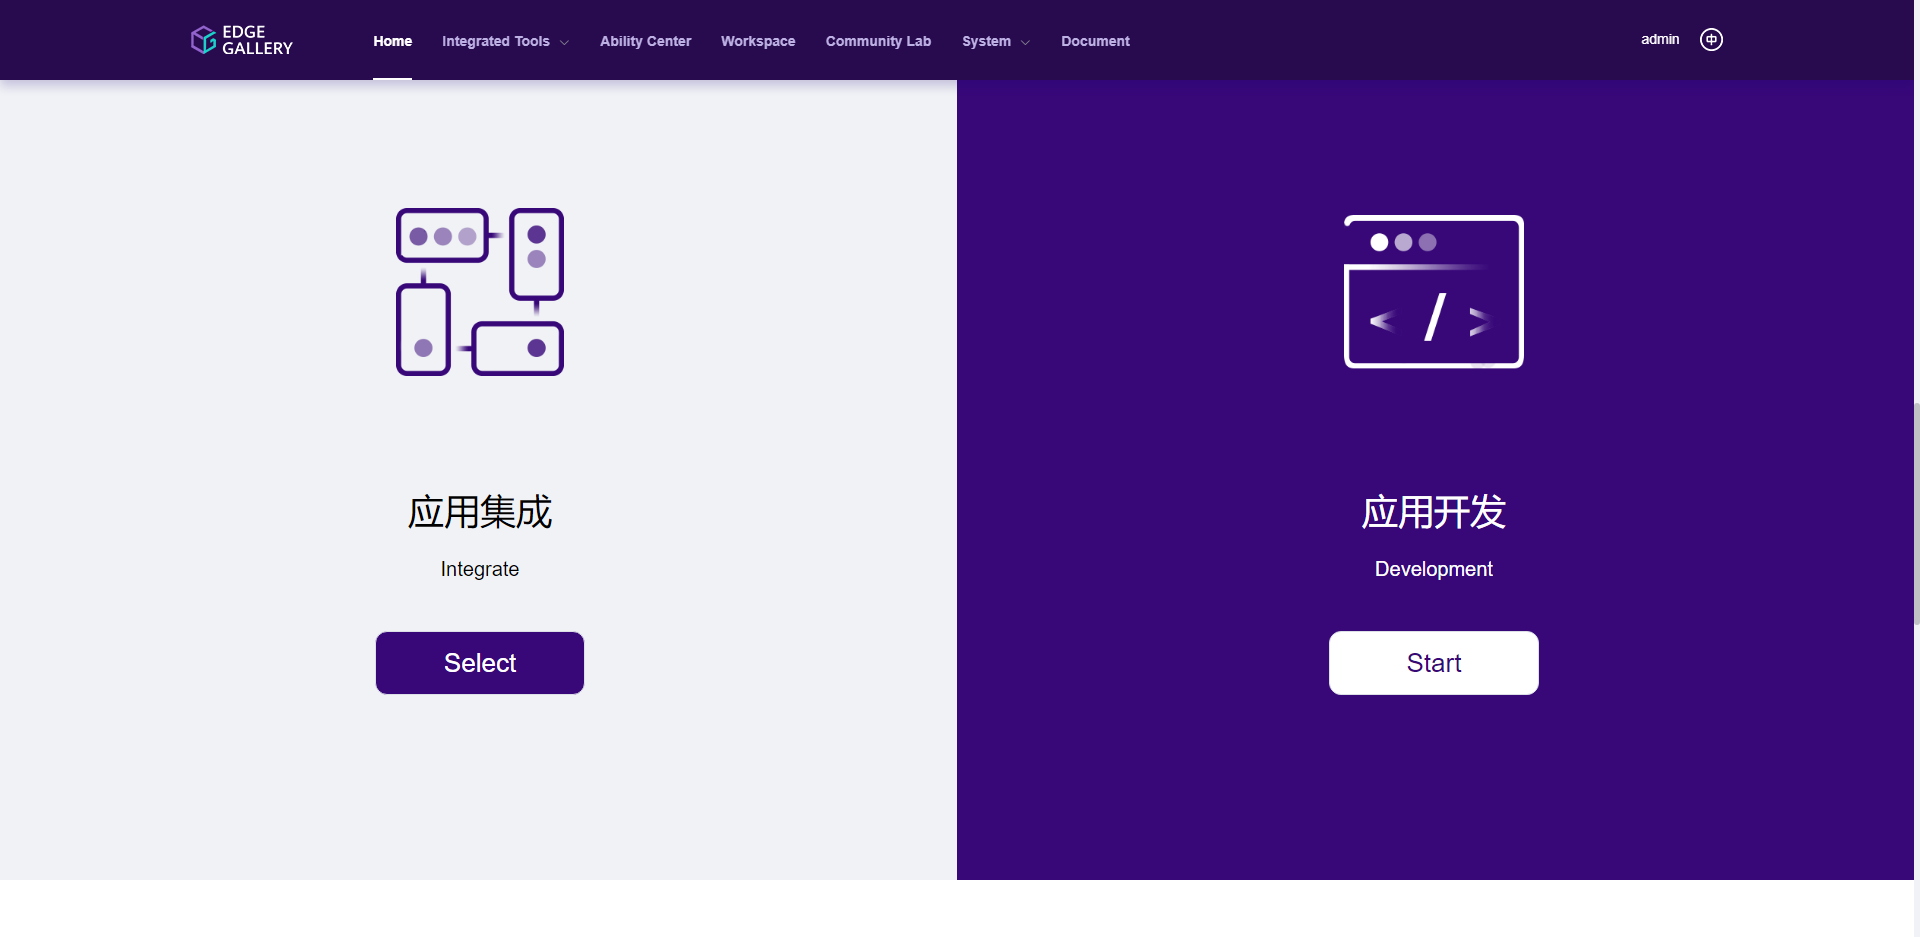 EDGE
GALLERY
Home Integrated Tools Ability Center Workspace Community Lab System Document admin 中
</>
应用集成 应用开发
Integrate Development
Select Start